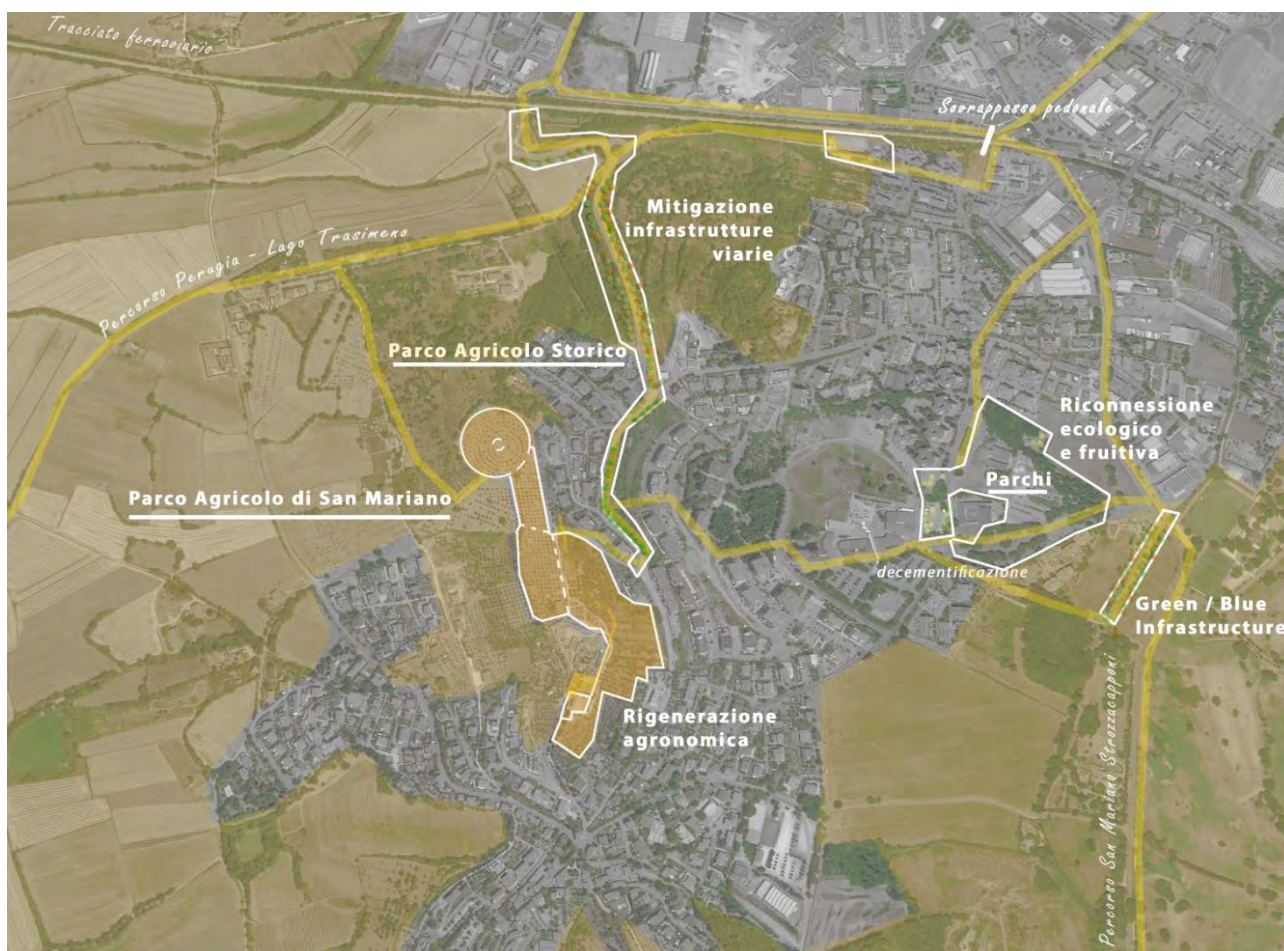 Tracciato ferroviario
Sovrappasso pedonale
Mitigazione
infrastrutture
viarie
Percorso Perugia - Lago Trasimeno
Parco Agricolo Storico
Riconnessione
ecologico
e fruitiva
Parchi
Parco Agricolo di San Mariano
decementificazione
Green / Blue
Infrastructure
Rigenerazione
agronomica
Percorso San Mariano Strozzacapponi